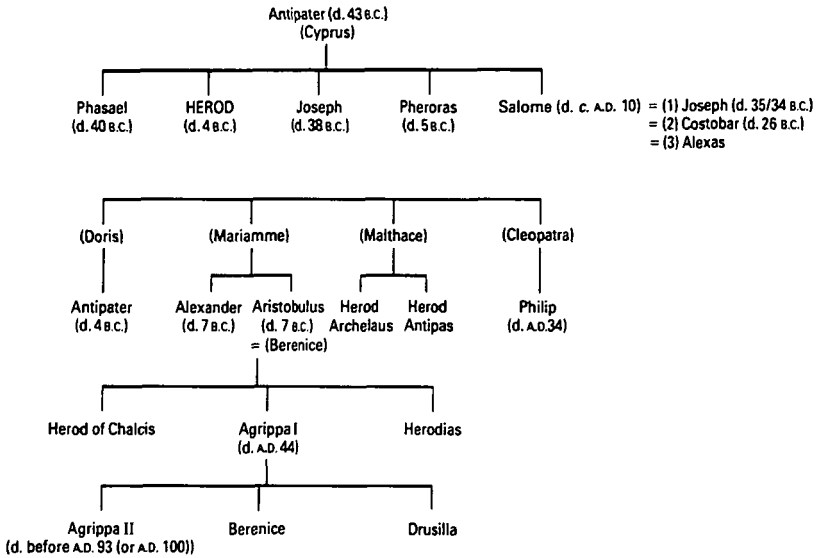 Antipater (d. 43 B.C.)
(Cyprus)
Phasael
(d. 40 B.C.)
HEROD
(d. 4 B.C.)
Joseph
(d. 38 B.C.)
Pheroras
(d. 5 B.C.)
Salome (d. c. A.D. 10) = (1) Joseph (d. 35/34 B.C.)
= (2) Costobar (d. 26 B.C.)
= (3) Alexas
(Doris)
(Mariamme)
(Malthace)
(Cleopatra)
Antipater
(d. 4 B.C.)
Alexander
(d. 7 B.C.)
Aristobulus
(d. 7 B.C.)
= (Berenice)
Herod
Archelaus
Herod
Antipas
Philip
(d. A.D. 34)
Herod of Chalcis
Agrippa I
(d. A.D. 44)
Herodias
Agrippa II
(d. before A.D. 93 (or A.D. 100))
Berenice
Drusilla